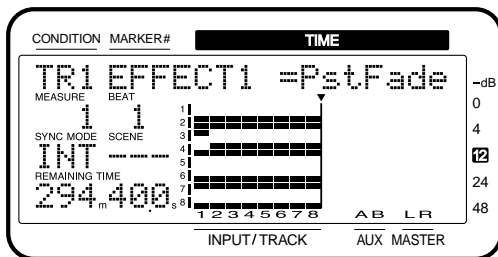 CONDITION MARKER# TIME
TR1 EFFECT1 =PstFade
MEASURE BEAT
1 1
SYNC MODE SCENE
INT ---
REMAINING TIME
294m40.0s
1
2
3
4
5
6
7
8
1 2 3 4 5 6 7 8 A B L R
INPUT/TRACK AUX MASTER
-dB
0
4
12
24
48